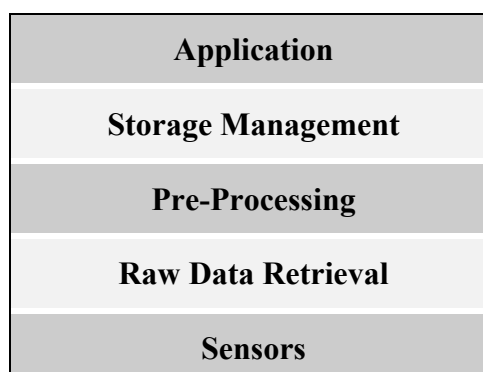 Application
Storage Management
Pre-Processing
Raw Data Retrieval
Sensors